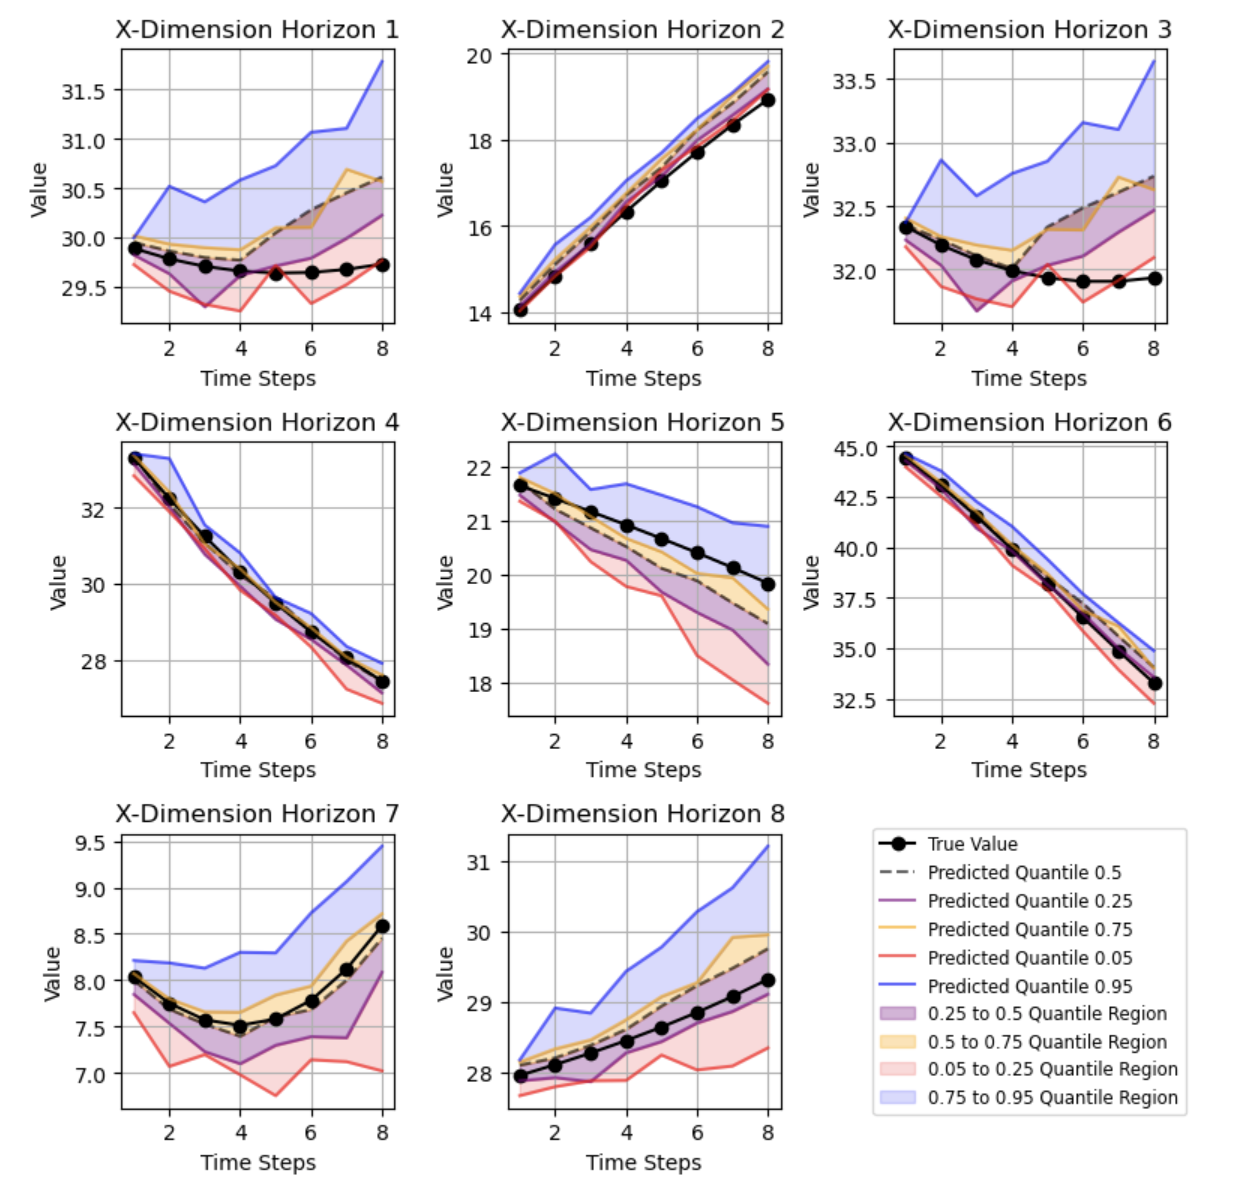 X-Dimension Horizon 1
X-Dimension Horizon 2
X-Dimension Horizon 3
Value
31.5
31.0
30.5
30.0
29.5
2 4 6 8
Time Steps
Value
20
18
16
14
2 4 6 8
Time Steps
Value
33.5
33.0
32.5
32.0
2 4 6 8
Time Steps
X-Dimension Horizon 4
X-Dimension Horizon 5
X-Dimension Horizon 6
Value
32
30
28
2 4 6 8
Time Steps
Value
22
21
20
19
18
2 4 6 8
Time Steps
Value
45.0
42.5
40.0
37.5
35.0
32.5
2 4 6 8
Time Steps
X-Dimension Horizon 7
X-Dimension Horizon 8
Value
9.5
9.0
8.5
8.0
7.5
7.0
2 4 6 8
Time Steps
Value
31
30
29
28
2 4 6 8
Time Steps
True Value
Predicted Quantile 0.5
Predicted Quantile 0.25
Predicted Quantile 0.75
Predicted Quantile 0.05
Predicted Quantile 0.95
0.25 to 0.5 Quantile Region
0.5 to 0.75 Quantile Region
0.05 to 0.25 Quantile Region
0.75 to 0.95 Quantile Region